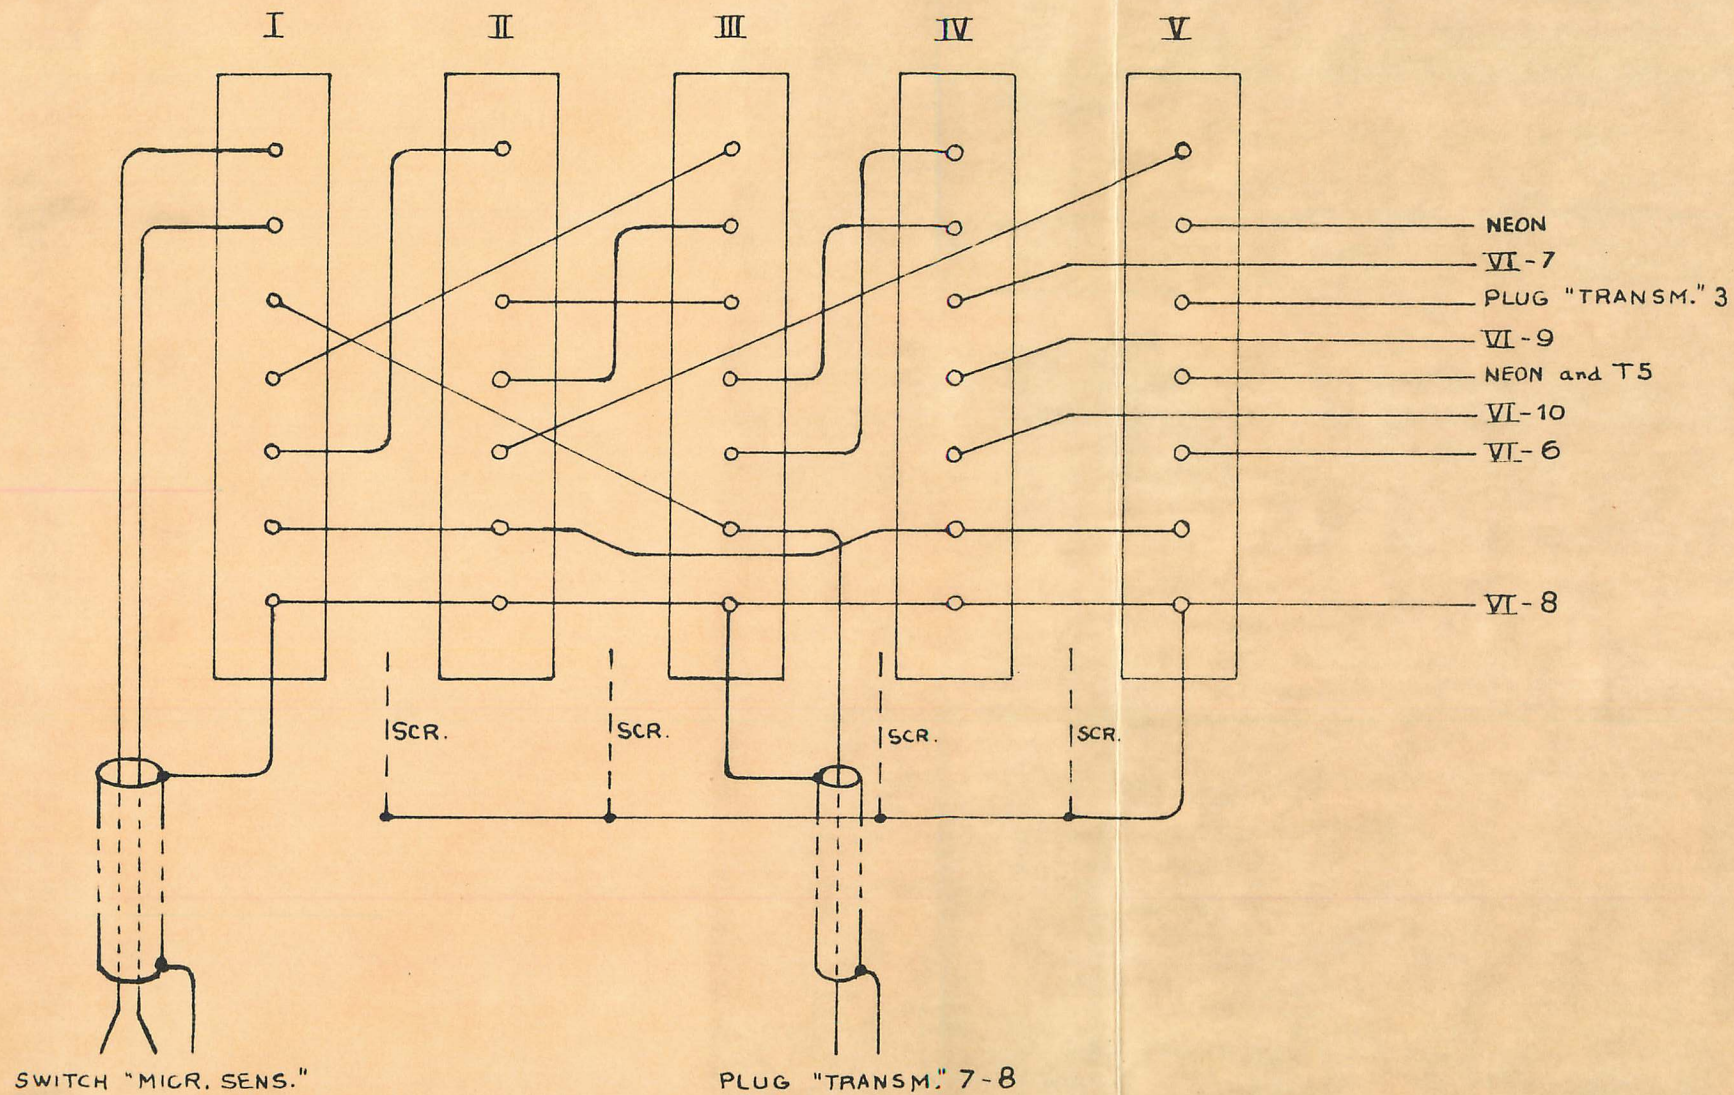 I II III IV V
NEON
VI-7
PLUG "TRANSM." 3
VI-9
NEON and T5
VI-10
VI-6
VI-8
SCR. SCR. SCR. SCR.
SWITCH "MICR. SENS."
PLUG "TRANSM." 7-8